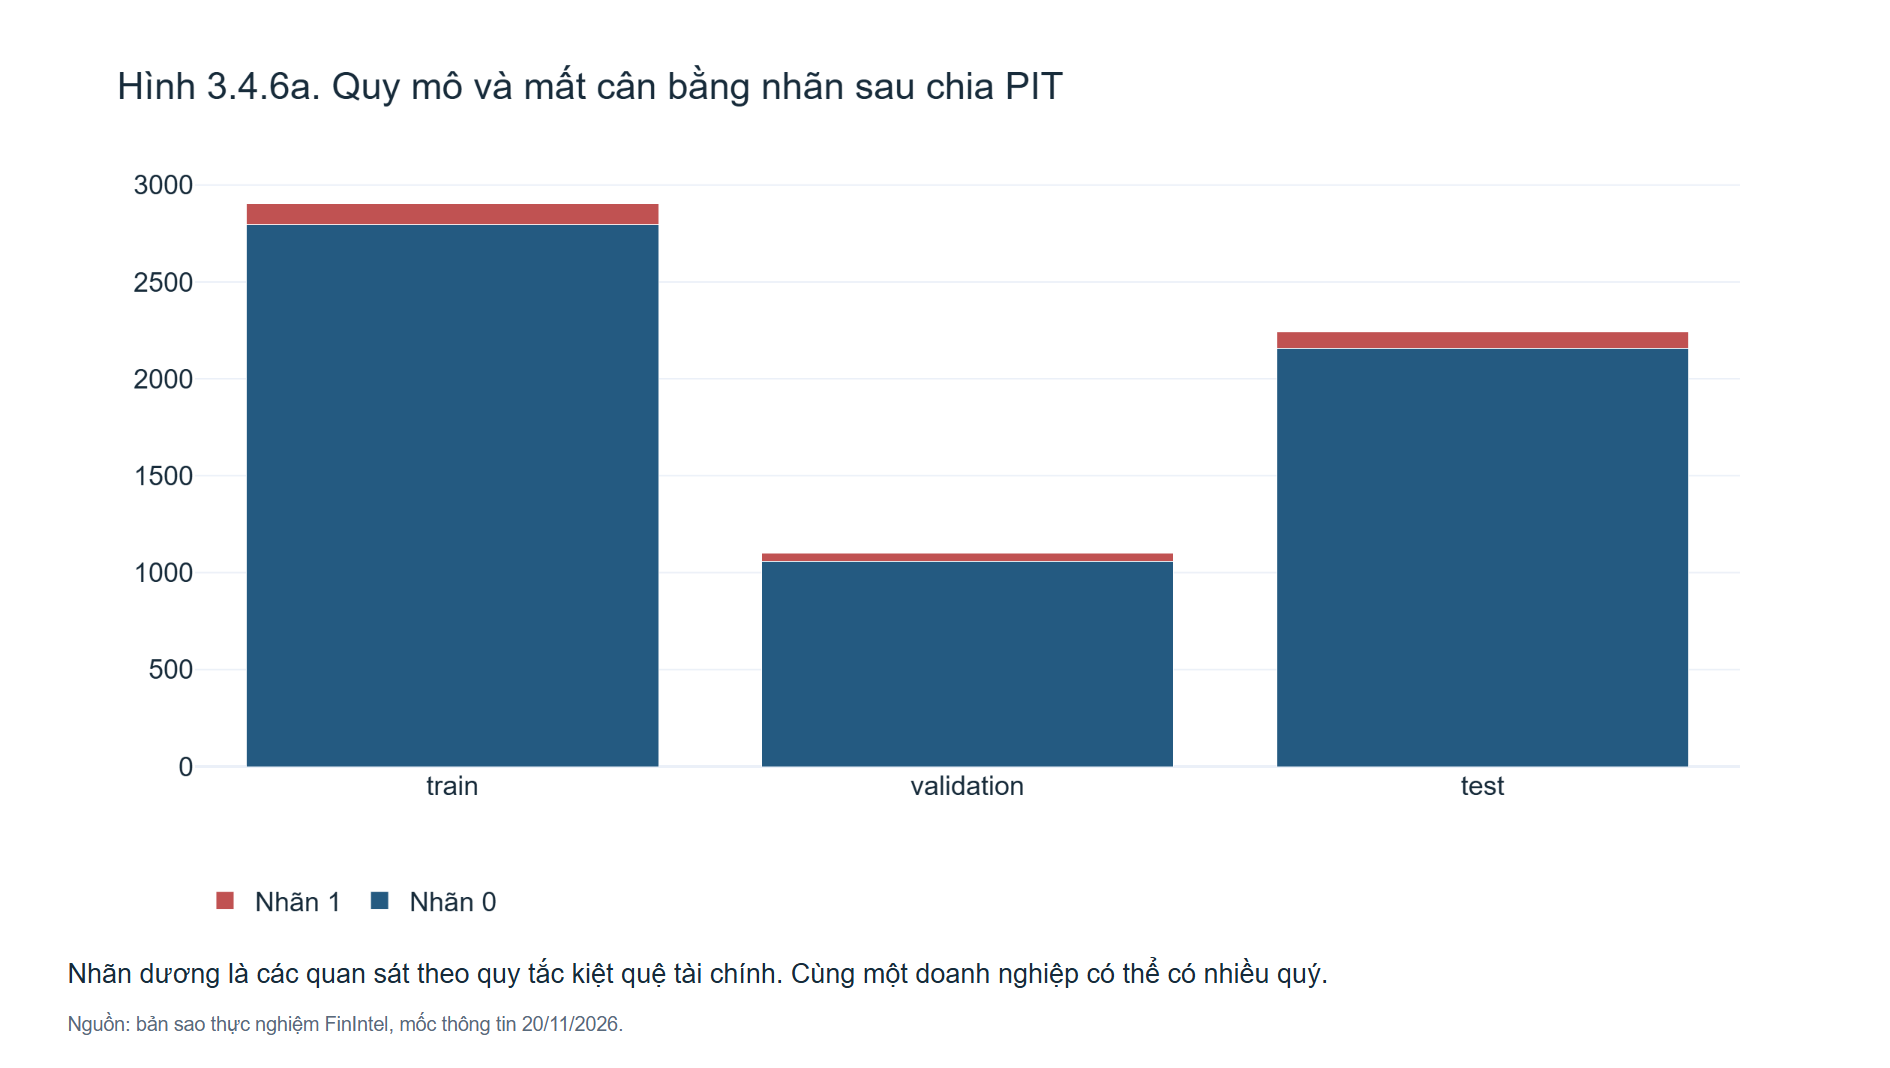 Hình 3.4.6a. Quy mô và mất cân bằng nhãn sau chia PIT
3000
2500
2000
1500
1000
500
0
train validation test
Nhãn 1 Nhãn 0
Nhãn dương là các quan sát theo quy tắc kiệt quệ tài chính. Cùng một doanh nghiệp có thể có nhiều quý.
Nguồn: bản sao thực nghiệm FinIntel, mốc thông tin 20/11/2026.